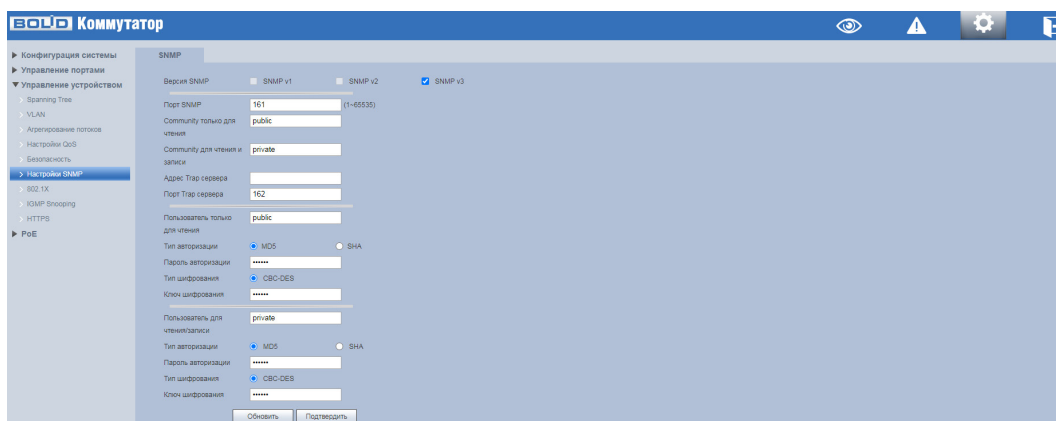 BOLID Коммутатор
Конфигурация системы
Управление портами
Управление устройством
Spanning Tree
VLAN
Агрегирование потоков
Настройки QoS
Безопасность
Настройки SNMP
802.1X
IGMP Snooping
HTTPS
PoE
SNMP
Версия SNMP SNMP v1 SNMP v2 SNMP v3
Порт SNMP 161 (1~65535)
Community только для public
чтения
Community для чтения и private
записи
Адрес Trap сервера
Порт Trap сервера 162
Пользователь только public
для чтения
Тип авторизации MD5 SHA
Пароль авторизации ••••••
Тип шифрования CBC-DES
Ключ шифрования ••••••
Пользователь для private
чтения/записи
Тип авторизации MD5 SHA
Пароль авторизации ••••••
Тип шифрования CBC-DES
Ключ шифрования ••••••
Обновить Подтвердить